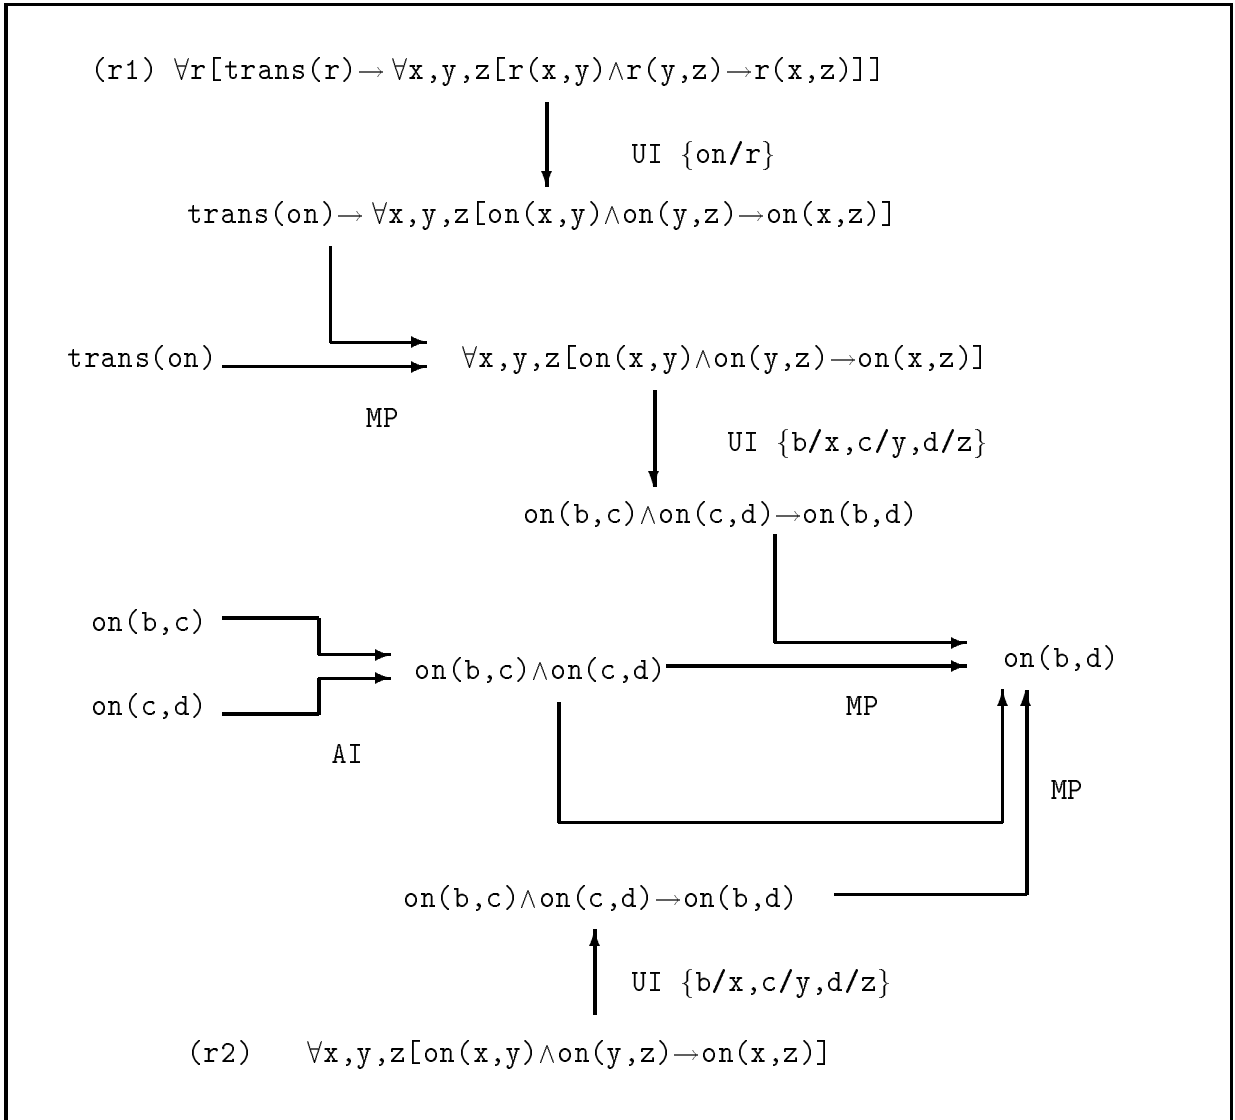 (r1) ∀r[trans(r)→∀x,y,z[r(x,y)∧r(y,z)→r(x,z)]]
UI {on/r}
trans(on)→∀x,y,z[on(x,y)∧on(y,z)→on(x,z)]
trans(on)
∀x,y,z[on(x,y)∧on(y,z)→on(x,z)]
MP
UI {b/x,c/y,d/z}
on(b,c)∧on(c,d)→on(b,d)
on(b,c)
on(b,c)∧on(c,d)
on(b,d)
on(c,d)
MP
AI
MP
on(b,c)∧on(c,d)→on(b,d)
UI {b/x,c/y,d/z}
(r2) ∀x,y,z[on(x,y)∧on(y,z)→on(x,z)]